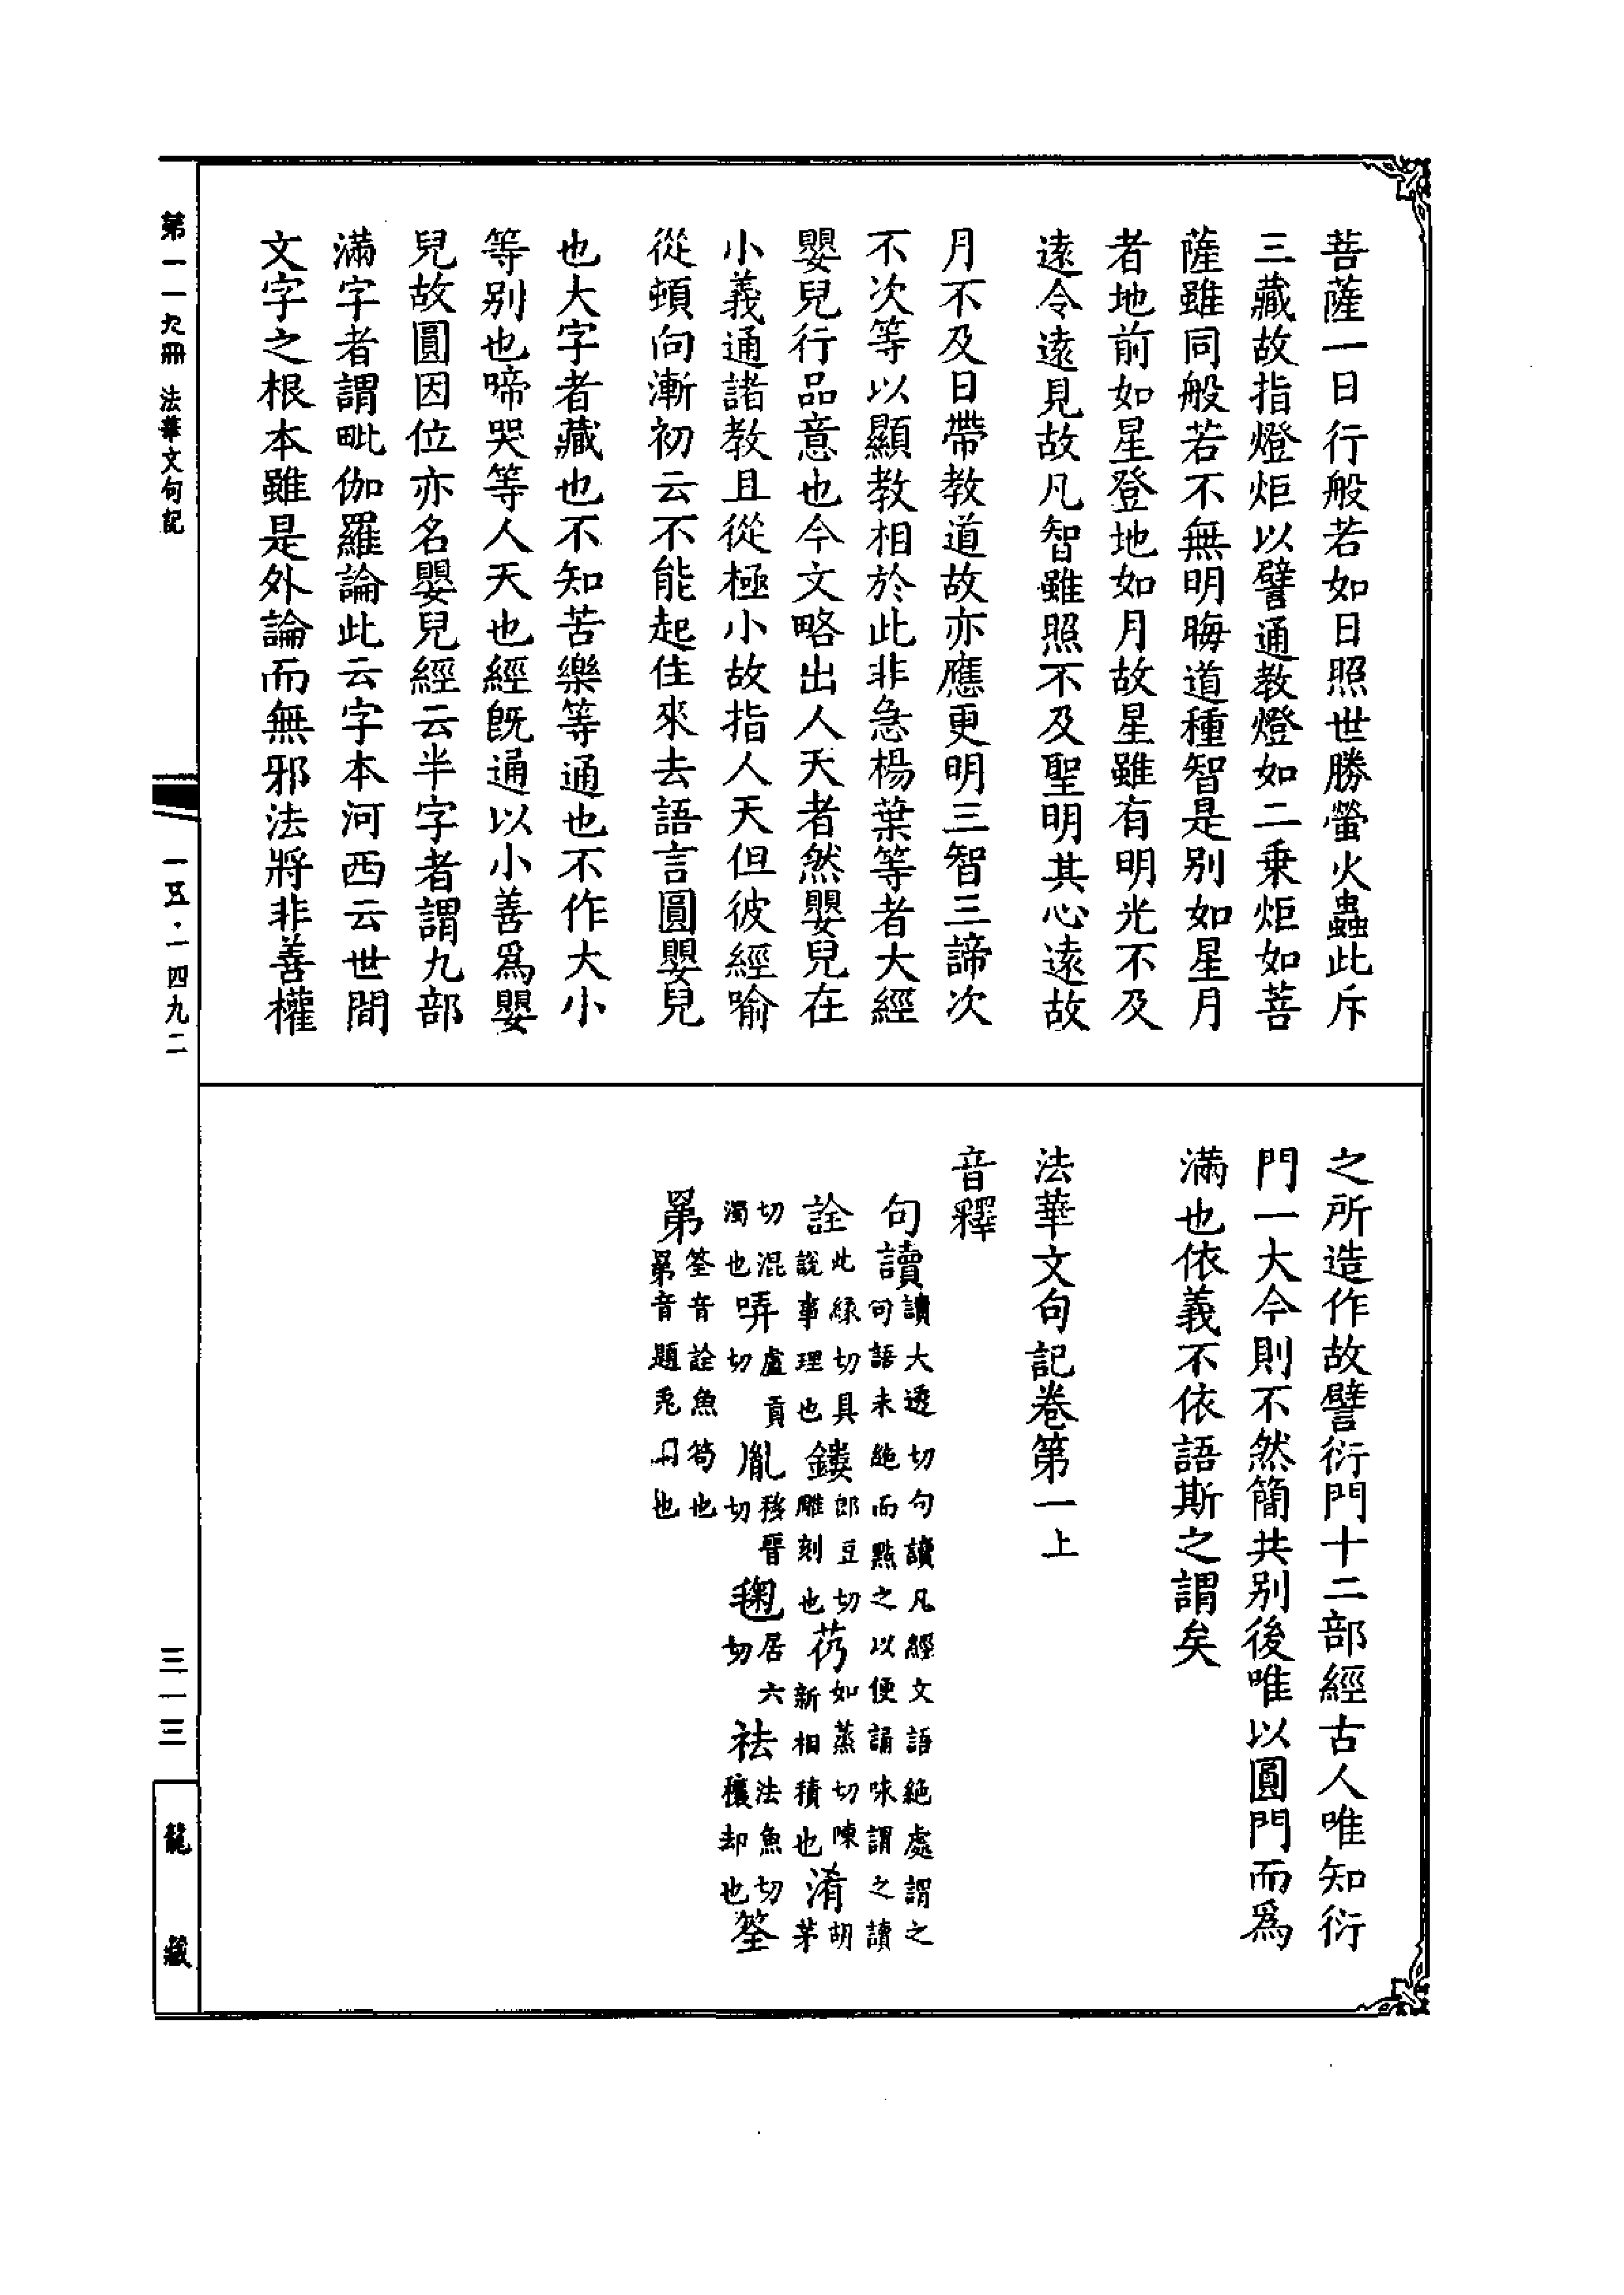 菩薩一日行般若如日照世勝螢火蟲此斥
三藏故指燈炬以譬通教燈如二乘炬如菩
薩雖同般若不無明晦道種智是别如星月
者地前如星登地如月故星雖有明光不及
遠令遠見故凡智雖照不及聖明其心遠故
月不及日帶教道故亦應更明三智三諦次
不次等以顯教相於此非急楊葉等者大經
嬰兒行品意也今文略出人天者然嬰兒在
小義通諸教且從極小故指人天但彼經喻
從頓向漸初云不能起住來去語言圓嬰兒
也大字者藏也不知苦樂等通也不作大小
等别也啼哭等人天也經既通以小善爲嬰
兒故圓因位亦名嬰兒經云半字者謂九部
滿字者謂毗伽羅論此云字本河西云世間
文字之根本雖是外論而無邪法將非善權
之所造作故譬衍門十二部經古人唯知衍
門一大今則不然簡共别後唯以圓門而爲
滿也依義不依語斯之謂矣
法華文句記卷第一上
音釋
句讀 讀大透切句讀凡經文語絶處謂之句語未絶而點之以便誦咏謂之讀
詮 此緣切具說事理也 鏤 郎豆切雕刻也 艿 如蒸切陳新相積也 淆 胡茅切混濁也 哢 盧貢切 胤 移晉切 毱 居六切 祛 法魚切穰却也 筌
罤 筌音詮魚笱也罤音題兎冈也
第一一九冊 法華文句記
一五·一四九二
三一三
龍藏